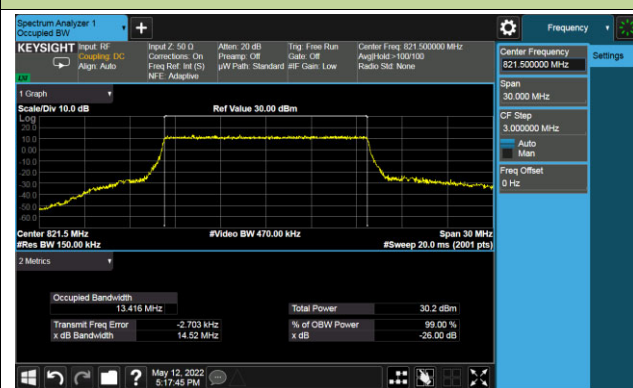 Spectrum Analyzer 1
Occupied BW
Frequency
KEYSIGHT
Input: RF
Coupling: DC
Align: Auto
Input Z: 50 Ω
Corrections: On
Freq Ref: Int (S)
NFE: Adaptive
Atten: 20 dB
Preamp: Off
µW Path: Standard
Trig: Free Run
Gate: Off
#IF Gain: Low
Center Freq: 821.500000 MHz
Avg|Hold:>100/100
Radio Std: None
Center Frequency
821.500000 MHz
Settings
Span
30.000 MHz
CF Step
3.000000 MHz
Auto
Man
Freq Offset
0 Hz
1 Graph
Scale/Div 10.0 dB
Ref Value 30.00 dBm
Log
20.0
10.0
0.00
-10.0
-20.0
-30.0
-40.0
-50.0
-60.0
Center 821.5 MHz
#Video BW 470.00 kHz
Span 30 MHz
#Res BW 150.00 kHz
#Sweep 20.0 ms (2001 pts)
2 Metrics
Occupied Bandwidth
13.416 MHz
Total Power
30.2 dBm
Transmit Freq Error
-2.703 kHz
% of OBW Power
99.00 %
x dB Bandwidth
14.52 MHz
x dB
-26.00 dB
May 12, 2022
5:17:45 PM